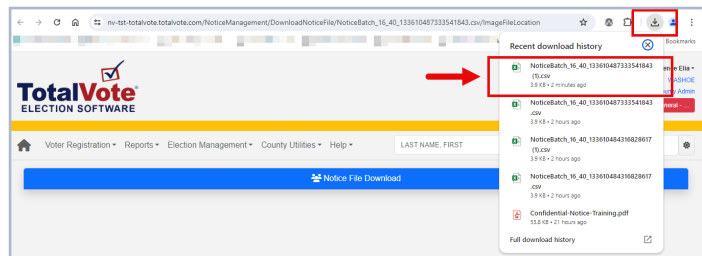 nv-tst-totalvote.totalvote.com/NoticeManagement/DownloadNoticeFile/NoticeBatch_16_40_133610487333541843.csv/ImageFileLocation
Bookmarks
Recent download history
NoticeBatch_16_40_133610487333541843
(1).csv
3.9 KB • 2 minutes ago
NoticeBatch_16_40_133610487333541843
.csv
3.9 KB • 2 hours ago
NoticeBatch_16_40_133610484316828617
(1).csv
3.9 KB • 2 hours ago
NoticeBatch_16_40_133610484316828617
.csv
3.9 KB • 2 hours ago
Confidential-Notice-Training.pdf
53.8 KB • 21 hours ago
Full download history
TotalVote
ELECTION SOFTWARE
Elia
WASHOE
Admin
Voter Registration Reports Election Management County Utilities Help LAST NAME, FIRST
Notice File Download